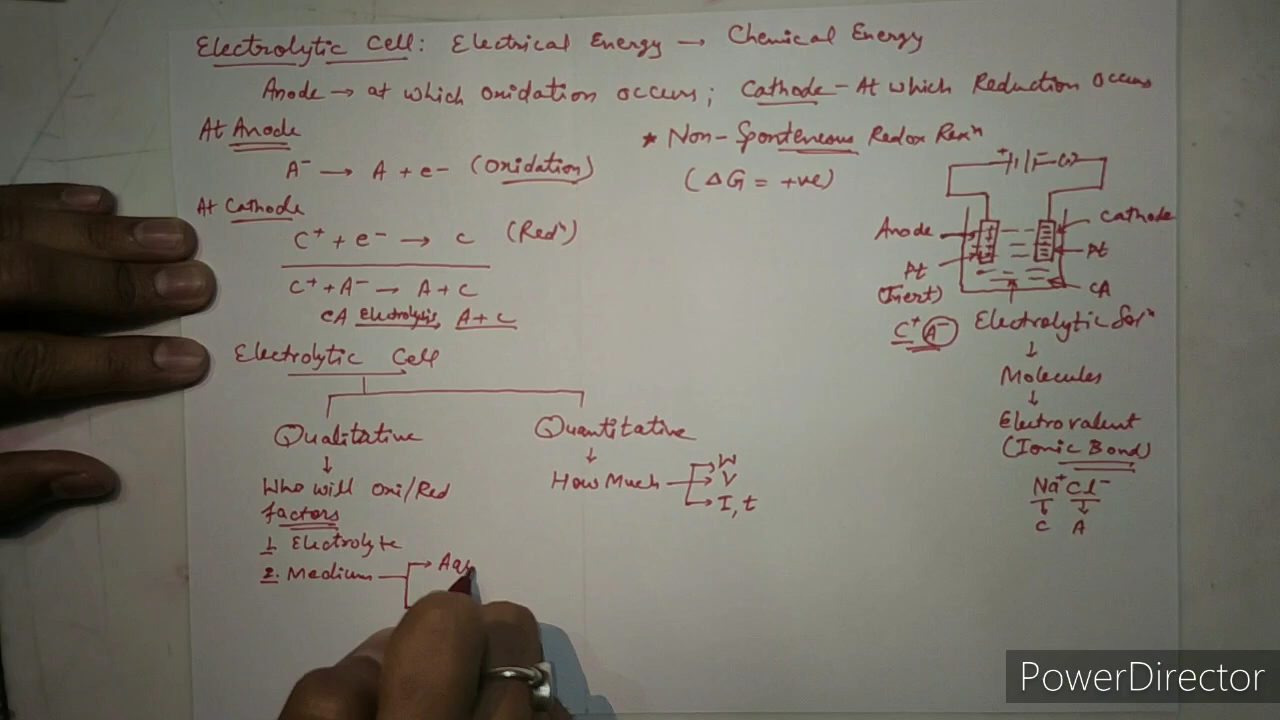 Electrolytic Cell: Electrical Energy → Chemical Energy
Anode → at which Oxidation occurs; Cathode - At which Reduction occurs
At Anode
A⁻ → A + e- (Oxidation)
At Cathode
C⁺ + e⁻ → C (Redⁿ)
C⁺ + A⁻ → A + C
CA Electrolysis A + C
* Non-Sponteneous Redox Rexⁿ
(ΔG = +ve)
+ -
Anode
Cathode
Pt
Pt
(Inert)
CA
C⁺ A⁻ Electrolytic Solⁿ
↓
Molecules
↓
Electrovalent
(Ionic Bond)
Na⁺Cl⁻
↓ ↓
C A
Electrolytic Cell
Qualitative
↓
Who will Oxi/Red
factors
1. Electrolyte
2. Medium → Aqu
Quantitative
↓
How Much → W
→ V
→ I, t
PowerDirector